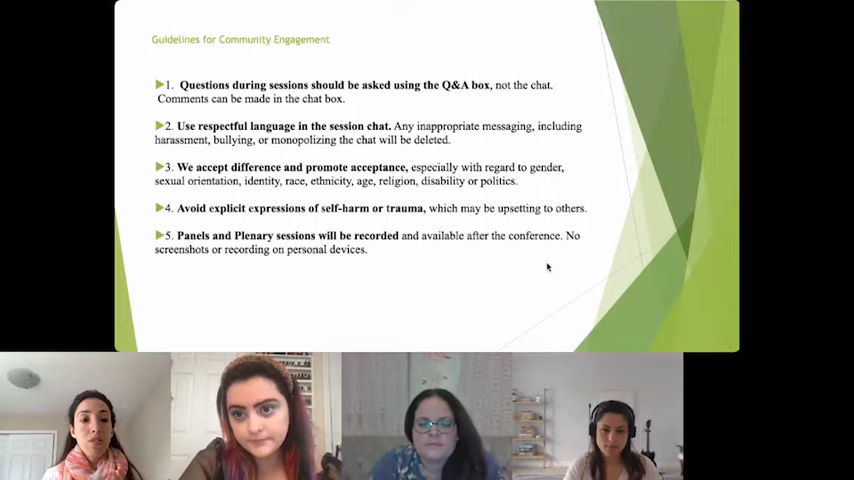 Guidelines for Community Engagement
1. Questions during sessions should be asked using the Q&A box, not the chat.
Comments can be made in the chat box.
2. Use respectful language in the session chat. Any inappropriate messaging, including
harassment, bullying, or monopolizing the chat will be deleted.
3. We accept difference and promote acceptance, especially with regard to gender,
sexual orientation, identity, race, ethnicity, age, religion, disability or politics.
4. Avoid explicit expressions of self-harm or trauma, which may be upsetting to others.
5. Panels and Plenary sessions will be recorded and available after the conference. No
screenshots or recording on personal devices.